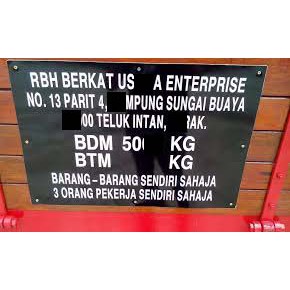 RBH BERKAT ENTERPRISE
NO. 13 PARIT 4, SUNGAI BUAYA
TELUK INTAN,
BDM KG
BTM KG
BARANG-BARANG SENDIRI SAHAJA
3 ORANG PEKERJA SENDIRI SAHAJA